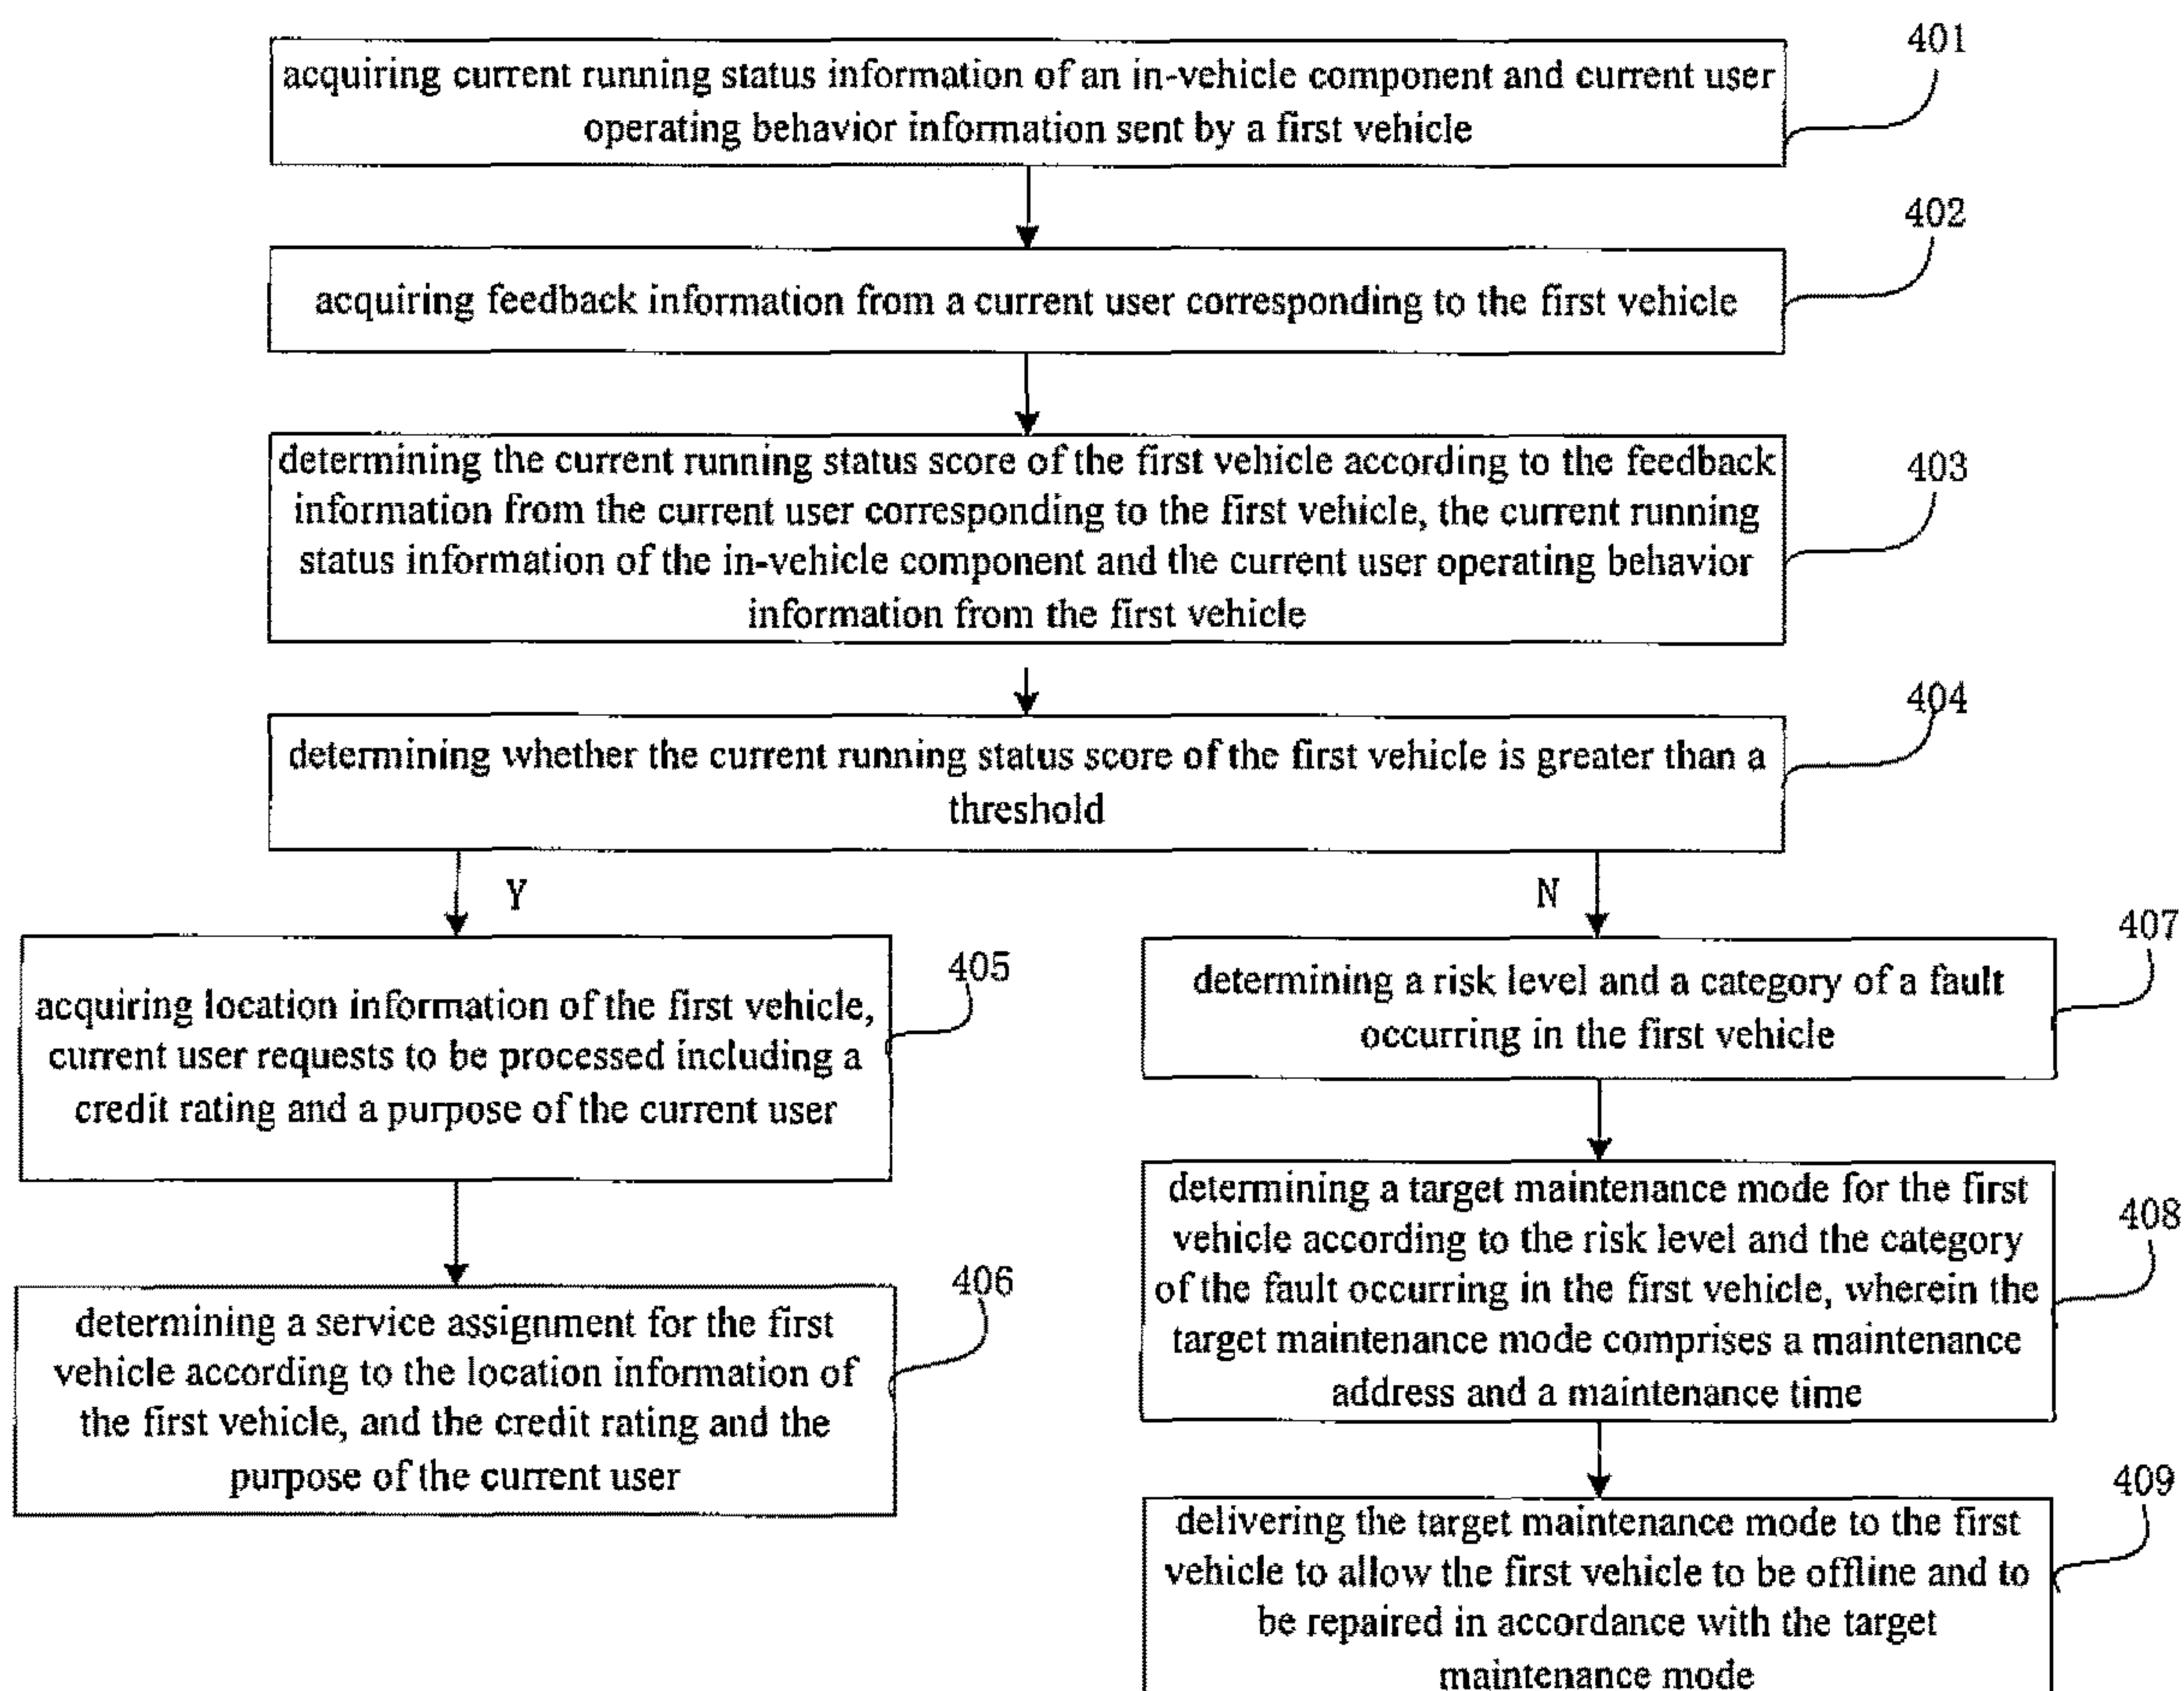 401
acquiring current running status information of an in-vehicle component and current user
operating behavior information sent by a first vehicle
402
acquiring feedback information from a current user corresponding to the first vehicle
403
determining the current running status score of the first vehicle according to the feedback
information from the current user corresponding to the first vehicle, the current running
status information of the in-vehicle component and the current user operating behavior
information from the first vehicle
404
determining whether the current running status score of the first vehicle is greater than a
threshold
Y
N
405
acquiring location information of the first vehicle,
current user requests to be processed including a
credit rating and a purpose of the current user
407
determining a risk level and a category of a fault
occurring in the first vehicle
406
determining a service assignment for the first
vehicle according to the location information of
the first vehicle, and the credit rating and the
purpose of the current user
408
determining a target maintenance mode for the first
vehicle according to the risk level and the category
of the fault occurring in the first vehicle, wherein the
target maintenance mode comprises a maintenance
address and a maintenance time
409
delivering the target maintenance mode to the first
vehicle to allow the first vehicle to be offline and to
be repaired in accordance with the target
maintenance mode